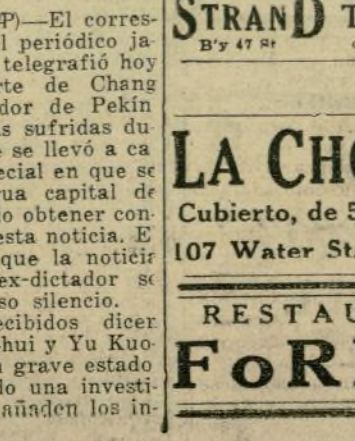 P)—El corres-
l periódico ja-
telegrafió hoy
rte de Chang
dor de Pekín
s sufridas du-
e se llevó a ca
ecial en que se
ua capital de
o obtener con-
esta noticia. E
que la noticia
ex-dictador se
so silencio.
cibidos dicen
hui y Yu Kuo-
grave estado
do una investi-
añaden los in-
STRAND T
B'y 47 St
LA CHO
Cubierto, de 5
107 Water St.
RESTAU
FoR